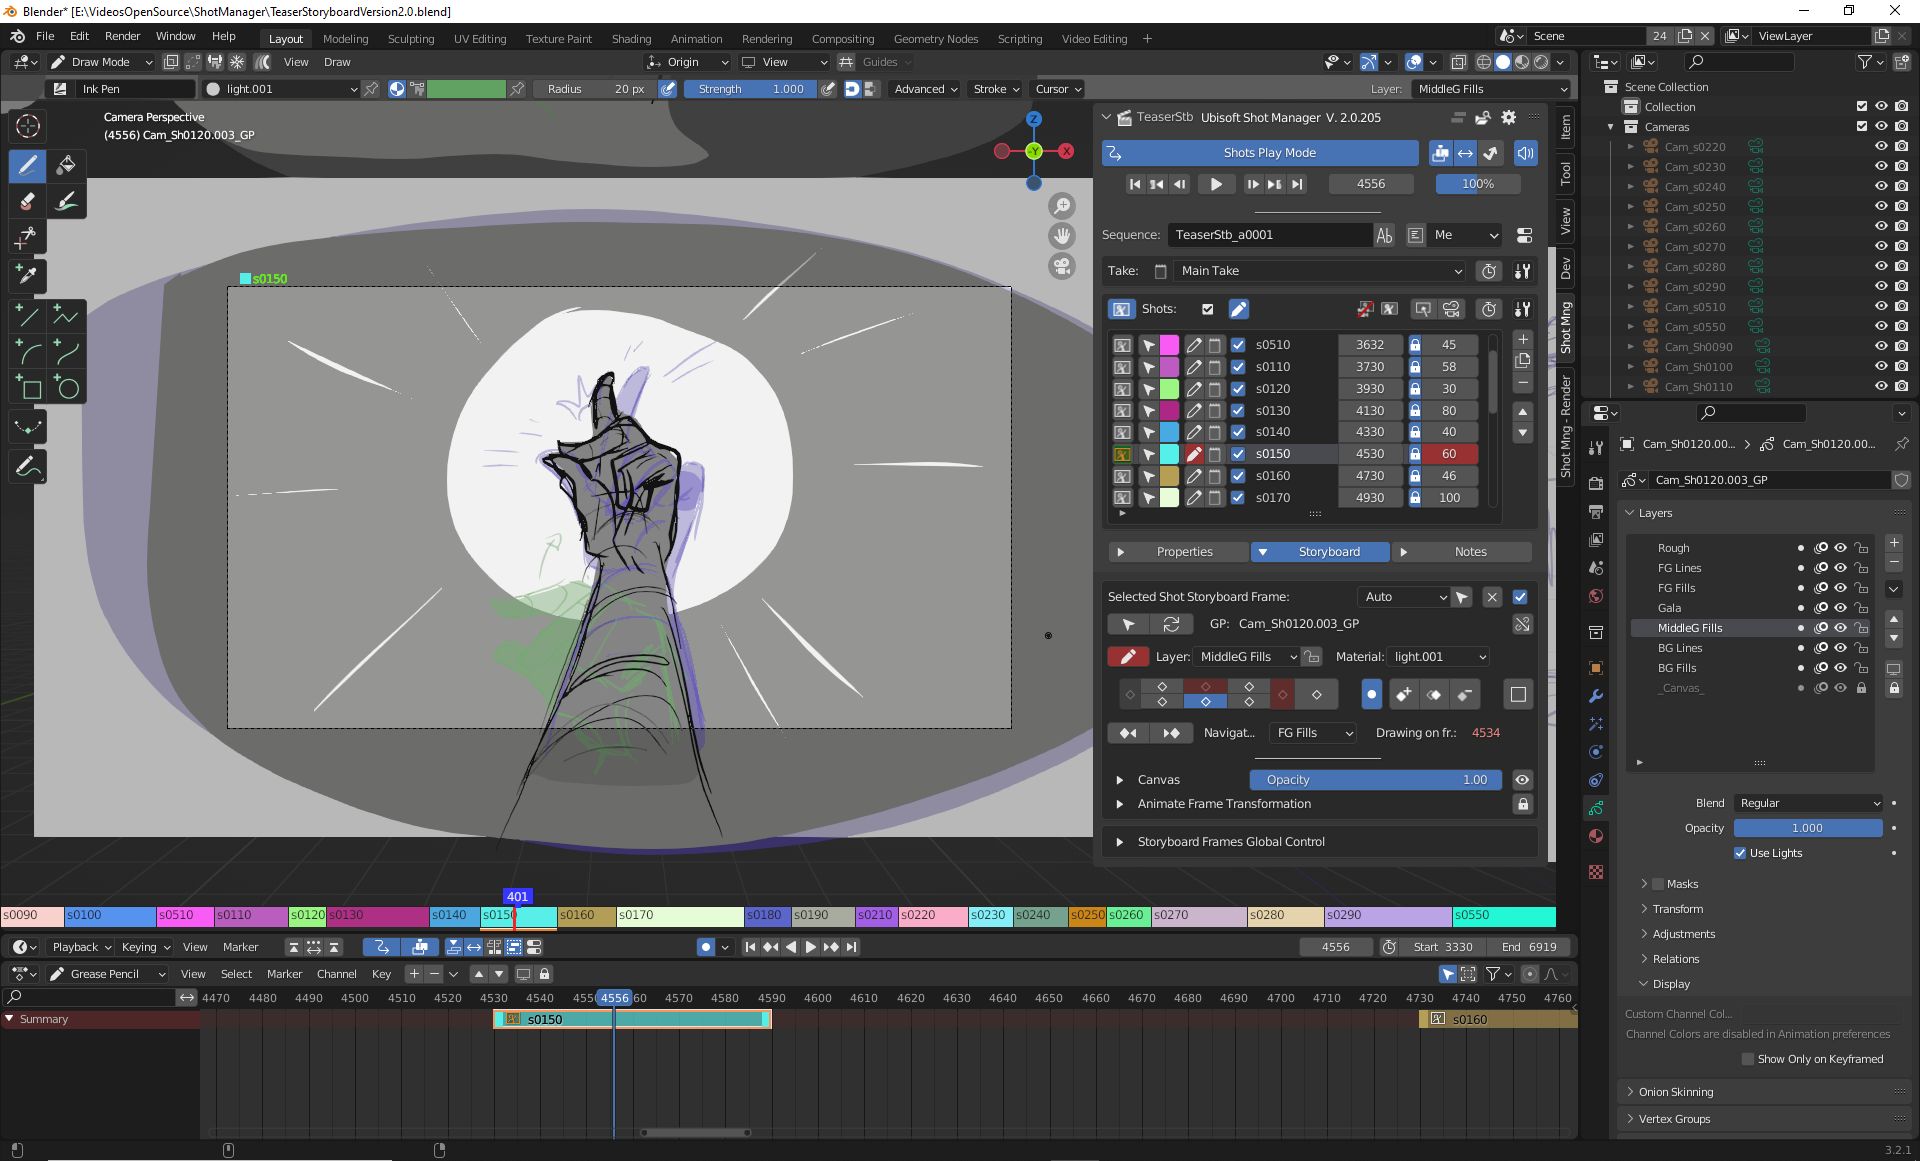 Blender* [E:\VideosOpenSource\ShotManager\TeaserStoryboardVersion2.0.blend]
File Edit Render Window Help Layout Modeling Sculpting UV Editing Texture Paint Shading Animation Rendering Compositing Geometry Nodes Scripting Video Editing + Scene 24 ViewLayer
Draw Mode View Draw Origin View Guides
Ink Pen light.001 Radius 20 px Strength 1.000 Advanced Stroke Cursor Layer: MiddleG Fills
Camera Perspective
(4556) Cam_Sh0120.003_GP
Z
-Y X
s0150
TeaserStb Ubisoft Shot Manager V. 2.0.205
Shots Play Mode
4556 100%
Sequence: TeaserStb_a0001 Ab Me
Take: Main Take
Shots:
s0510 3632 45
s0110 3730 58
s0120 3930 30
s0130 4130 80
s0140 4330 40
s0150 4530 60
s0160 4730 46
s0170 4930 100
Properties Storyboard Notes
Selected Shot Storyboard Frame: Auto
GP: Cam_Sh0120.003_GP
Layer: MiddleG Fills Material: light.001
Navigat... FG Fills Drawing on fr.: 4534
Canvas Opacity 1.00
Animate Frame Transformation
Storyboard Frames Global Control
Item
Tool
View
Dev
Shot Mng
Shot Mng - Render
Scene Collection
Collection
Cameras
Cam_s0220
Cam_s0230
Cam_s0240
Cam_s0250
Cam_s0260
Cam_s0270
Cam_s0280
Cam_s0290
Cam_s0510
Cam_s0550
Cam_Sh0090
Cam_Sh0100
Cam_Sh0110
Cam_Sh0120.00... > Cam_Sh0120.00...
Cam_Sh0120.003_GP
Layers
Rough
FG Lines
FG Fills
Gala
MiddleG Fills
BG Lines
BG Fills
_Canvas_
Blend Regular
Opacity 1.000
Use Lights
Masks
Transform
Adjustments
Relations
Display
Custom Channel Col...
Channel Colors are disabled in Animation preferences
Show Only on Keyframed
Onion Skinning
Vertex Groups
401
s0090 s0100 s0510 s0110 s0120 s0130 s0140 s0150 s0160 s0170 s0180 s0190 s0210 s0220 s0230 s0240 s0250 s0260 s0270 s0280 s0290 s0550
Playback Keying View Marker 4556 Start 3330 End 6919
Grease Pencil View Select Marker Channel Key
4470 4480 4490 4500 4510 4520 4530 4540 4556 60 4570 4580 4590 4600 4610 4620 4630 4640 4650 4660 4670 4680 4690 4700 4710 4720 4730 4740 4750 4760
Summary s0150 s0160
3.2.1